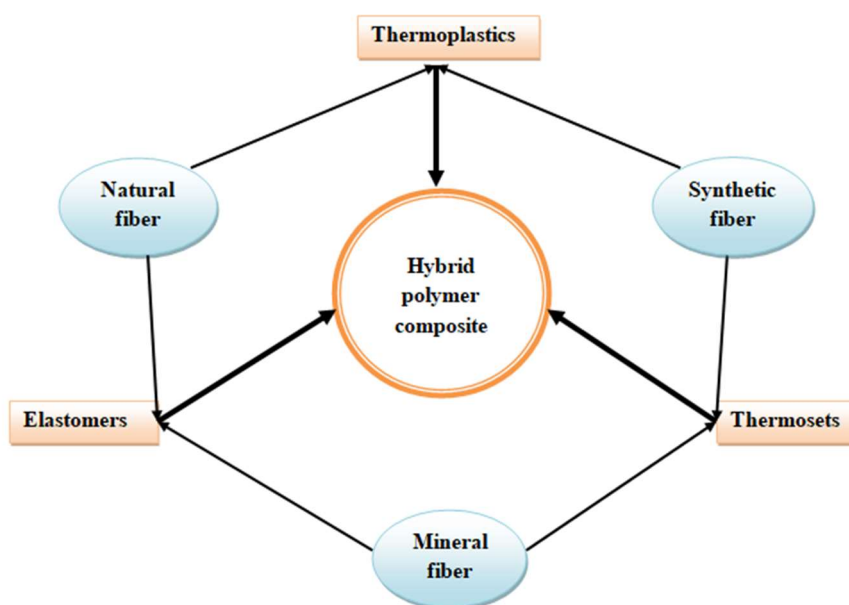 Thermoplastics
Natural
fiber
Synthetic
fiber
Hybrid
polymer
composite
Elastomers
Thermosets
Mineral
fiber